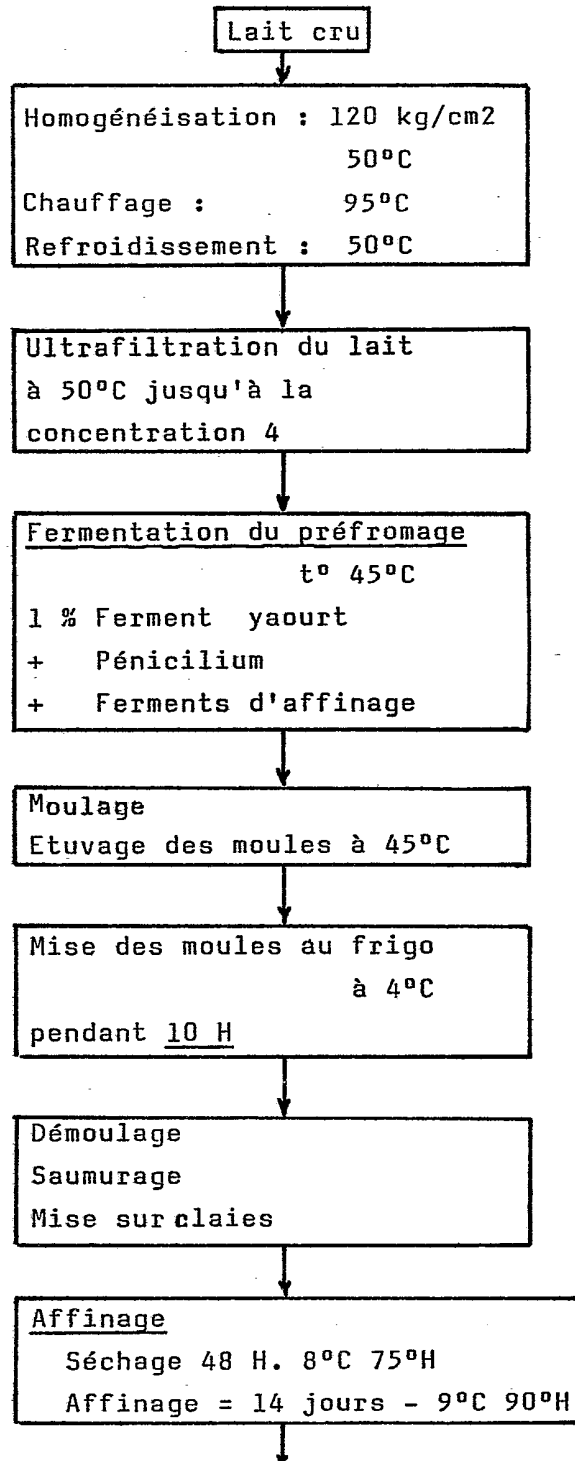 Lait cru
Homogénéisation : 120 kg/cm2
50°C
Chauffage : 95°C
Refroidissement : 50°C
Ultrafiltration du lait
à 50°C jusqu'à la
concentration 4
Fermentation du préfromage
t° 45°C
1 % Ferment yaourt
+ Pénicilium
+ Ferments d'affinage
Moulage
Etuvage des moules à 45°C
Mise des moules au frigo
à 4°C
pendant 10 H
Démoulage
Saumurage
Mise sur claies
Affinage
Séchage 48 H. 8°C 75°H
Affinage = 14 jours - 9°C 90°H